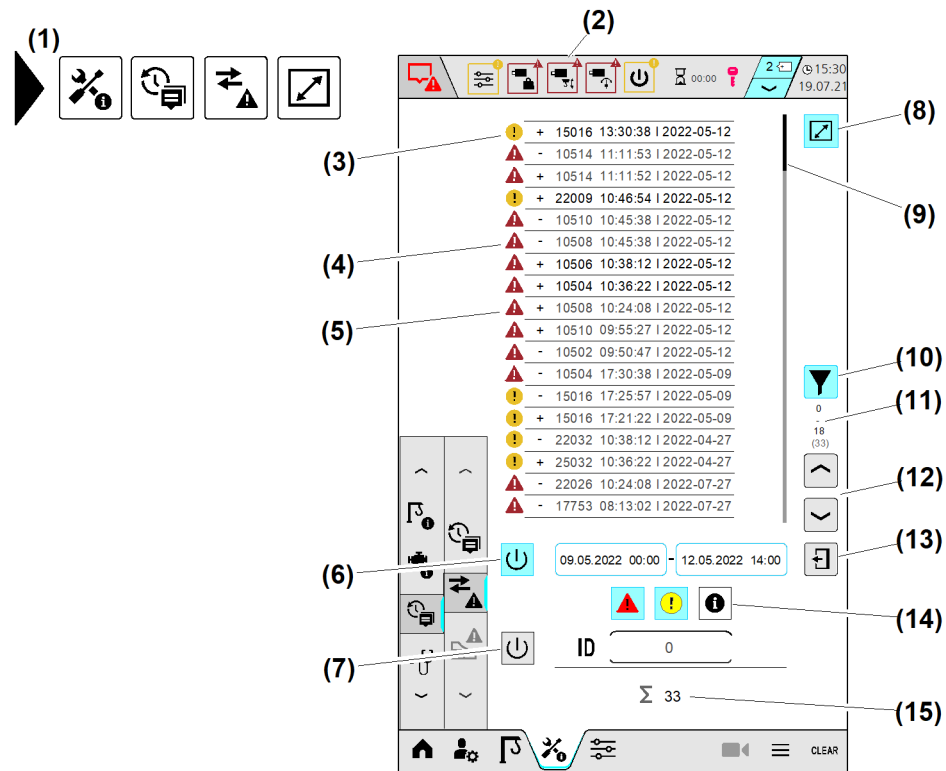 (1)
(2)
2
15:30
00:00
19.07.21
(8)
(3)
+ 15016 13:30:38 I 2022-05-12
- 10514 11:11:53 I 2022-05-12
+ 10514 11:11:52 I 2022-05-12
+ 22009 10:46:54 I 2022-05-12
(9)
- 10510 10:45:38 I 2022-05-12
(4)
- 10508 10:45:38 I 2022-05-12
+ 10506 10:38:12 I 2022-05-12
+ 10504 10:36:22 I 2022-05-12
(5)
+ 10508 10:24:08 I 2022-05-12
+ 10510 09:55:27 I 2022-05-12
- 10502 09:50:47 I 2022-05-12
(10)
- 10504 17:30:38 I 2022-05-09
- 15016 17:25:57 I 2022-05-09
0
(11)
+ 15016 17:21:22 I 2022-05-09
-
18
- 22032 10:38:12 I 2022-04-27
(33)
+ 25032 10:36:22 I 2022-04-27
- 22026 10:24:08 I 2022-07-27
(12)
- 17753 08:13:02 I 2022-07-27
(13)
(6)
09.05.2022 00:00 - 12.05.2022 14:00
(14)
(7)
ID 0
Σ 33
(15)
CLEAR